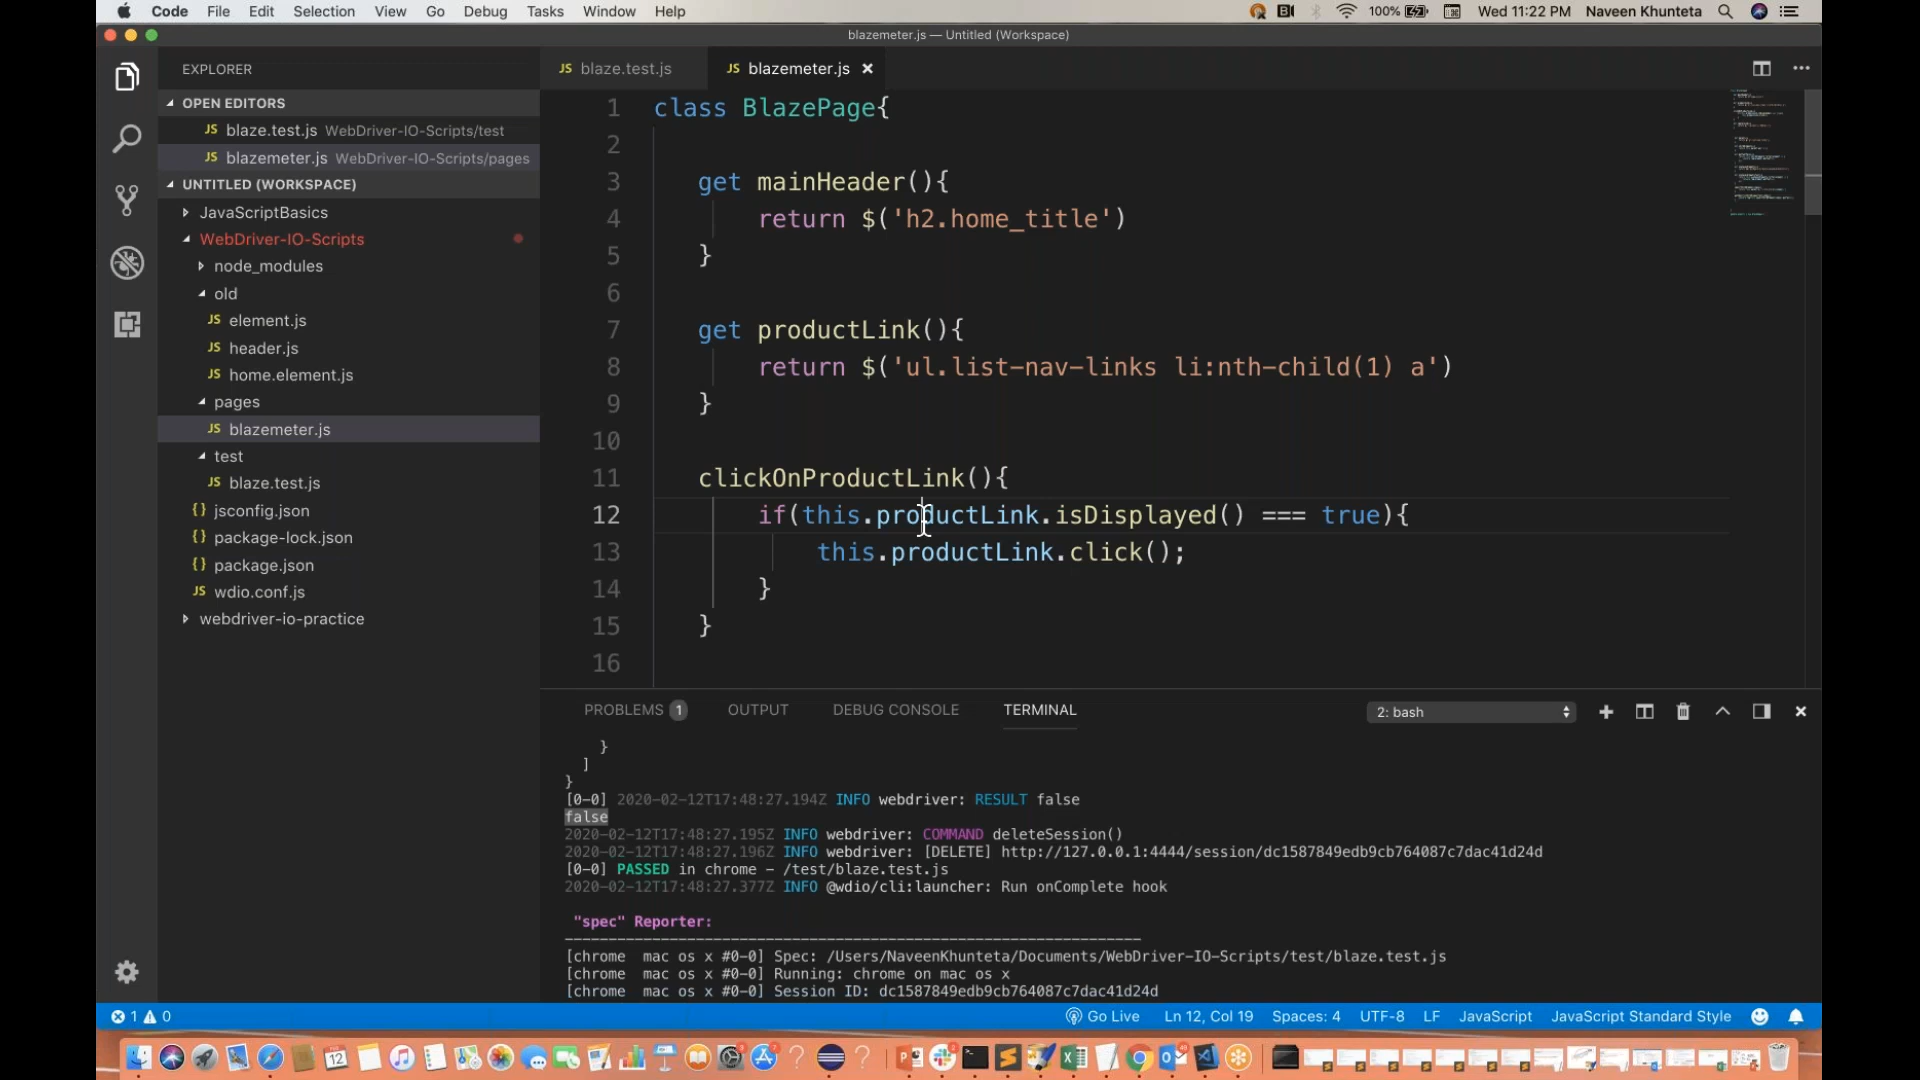 Code File Edit Selection View Go Debug Tasks Window Help 100% Wed 11:22 PM Naveen Khunteta
blazemeter.js — Untitled (Workspace)
EXPLORER
JS blaze.test.js
JS blazemeter.js
OPEN EDITORS
JS blaze.test.js WebDriver-IO-Scripts/test
JS blazemeter.js WebDriver-IO-Scripts/pages
UNTITLED (WORKSPACE)
JavaScriptBasics
WebDriver-IO-Scripts
node_modules
old
JS element.js
JS header.js
JS home.element.js
pages
JS blazemeter.js
test
JS blaze.test.js
{} jsconfig.json
{} package-lock.json
{} package.json
JS wdio.conf.js
webdriver-io-practice
1 class BlazePage{
2
3 get mainHeader(){
4 return $('h2.home_title')
5 }
6
7 get productLink(){
8 return $('ul.list-nav-links li:nth-child(1) a')
9 }
10
11 clickOnProductLink(){
12 if(this.productLink.isDisplayed() === true){
13 this.productLink.click();
14 }
15 }
16
PROBLEMS 1 OUTPUT DEBUG CONSOLE TERMINAL 2: bash
}
]
}
[0-0] 2020-02-12T17:48:27.194Z INFO webdriver: RESULT false
false
2020-02-12T17:48:27.195Z INFO webdriver: COMMAND deleteSession()
2020-02-12T17:48:27.196Z INFO webdriver: [DELETE] http://127.0.0.1:4444/session/dc1587849edb9cb764087c7dac41d24d
[0-0] PASSED in chrome - /test/blaze.test.js
2020-02-12T17:48:27.377Z INFO @wdio/cli:launcher: Run onComplete hook
"spec" Reporter:
[chrome mac os x #0-0] Spec: /Users/NaveenKhunteta/Documents/WebDriver-IO-Scripts/test/blaze.test.js
[chrome mac os x #0-0] Running: chrome on mac os x
[chrome mac os x #0-0] Session ID: dc1587849edb9cb764087c7dac41d24d
1 0 Go Live Ln 12, Col 19 Spaces: 4 UTF-8 LF JavaScript JavaScript Standard Style